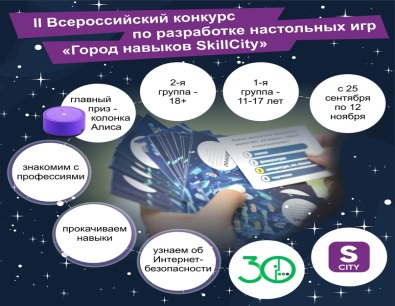 II Всероссийский конкурс
по разработке настольных игр
«Город навыков SkillCity»
главный
приз -
колонка
Алиса
2-я
группа -
18+
1-я
группа -
11-17 лет
с 25
сентября
по 12
ноября
знакомим с
профессиями
прокачиваем
навыки
узнаем об
Интернет-
безопасности
30
S
CITY